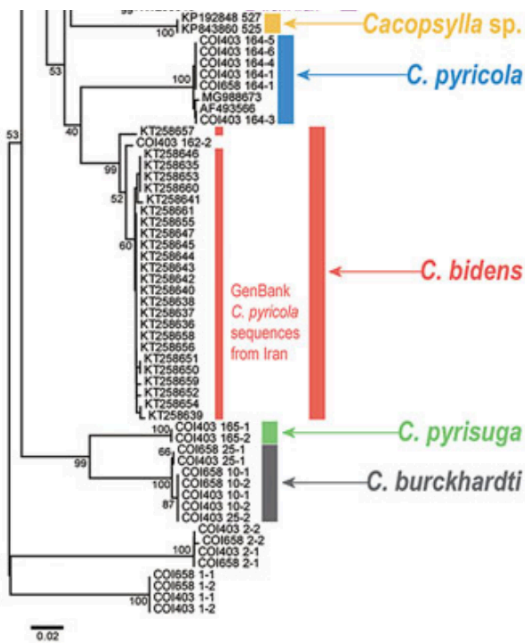 99
KP192848 527
KP843860 525
100
Cacopsylla sp.
COI403 164-5
COI403 164-6
COI403 164-4
COI403 164-1
COI658 164-1
MG988673
AF493566
COI403 164-3
100
C. pyricola
53
40
53
KT258657
COI403 162-2
KT258646
KT258635
KT258653
KT258660
KT258641
KT258661
KT258655
KT258647
KT258645
KT258644
KT258643
KT258642
KT258640
KT258638
KT258637
KT258636
KT258658
KT258656
KT258651
KT258650
KT258659
KT258652
KT258654
KT258639
99
52
60
GenBank
C. pyricola
sequences
from Iran
C. bidens
COI403 165-1
COI403 165-2
100
C. pyrisuga
COI658 25-1
COI403 25-1
COI658 10-1
COI658 10-2
COI403 10-1
COI403 10-2
COI403 25-2
66
99
100
87
C. burckhardti
COI403 2-2
COI658 2-2
COI403 2-1
COI658 2-1
100
COI658 1-1
COI658 1-2
COI403 1-1
COI403 1-2
100
0.02